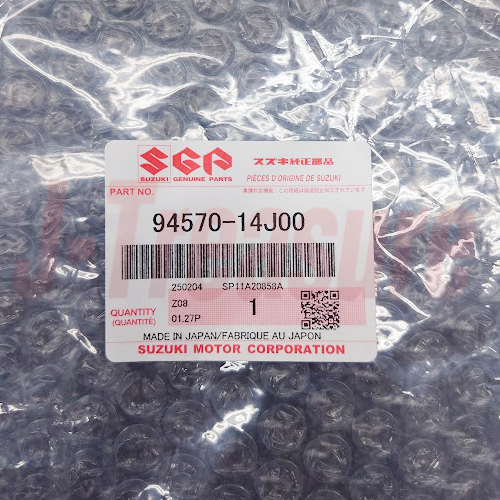 SGP スズキ純正部品
SUZUKI GENUINE PARTS PIÈCES D'ORIGINE DE SUZUKI
PART NO.
94570-14J00
250204 SP11A20858A
QUANTITY Z08 1
(QUANTITÉ) 01.27P
MADE IN JAPAN/FABRIQUE AU JAPON
SUZUKI MOTOR CORPORATION